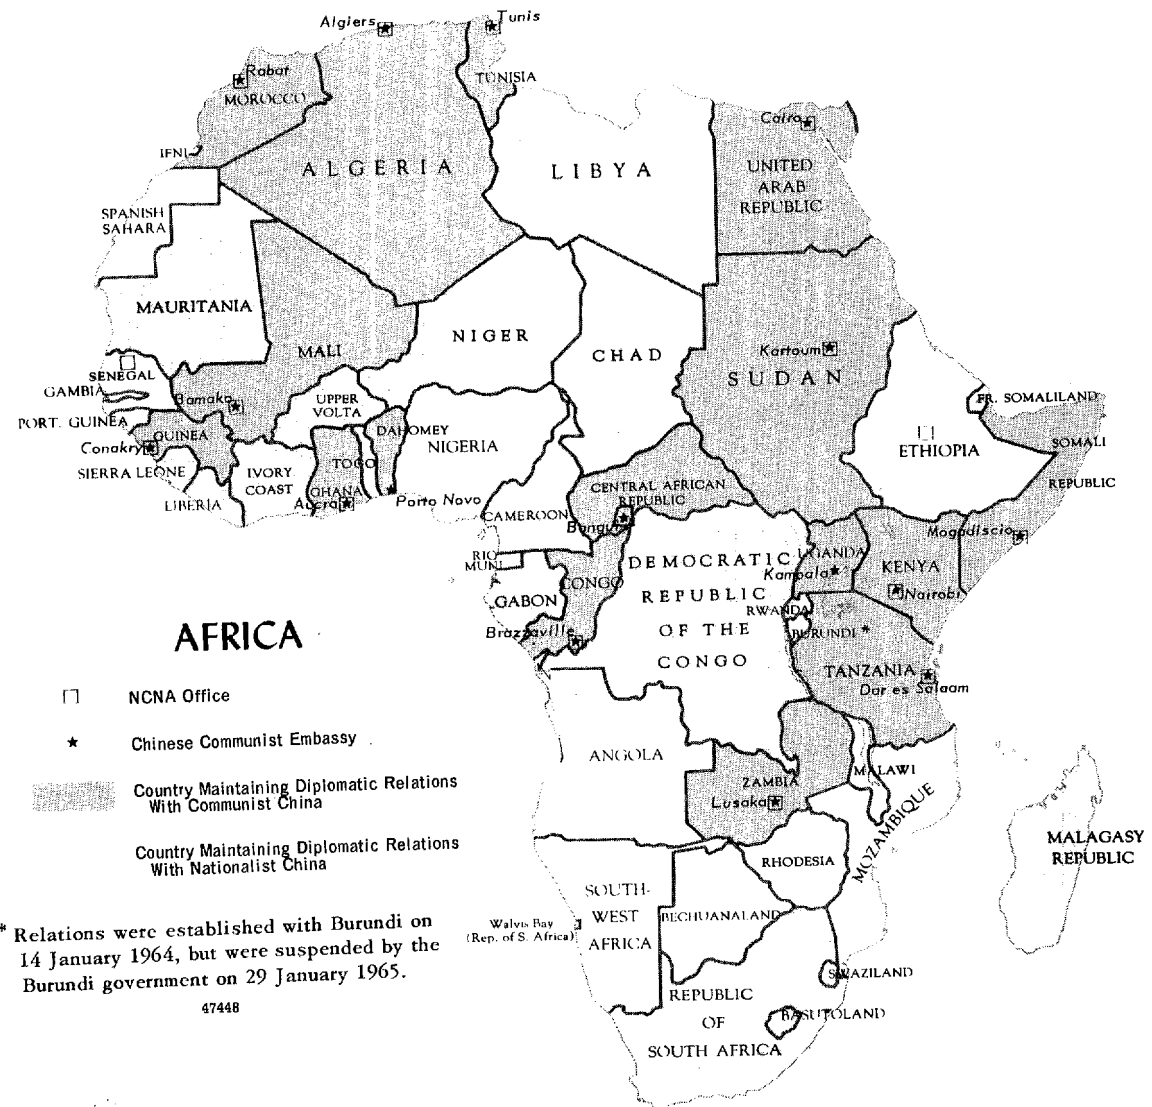 Algiers
Tunis
Rabat
TUNISIA
MOROCCO
Cairo
IFNI
ALGERIA
LIBYA
UNITED
ARAB
REPUBLIC
SPANISH
SAHARA
MAURITANIA
NIGER
CHAD
MALI
Kartoum
SUDAN
SENEGAL
GAMBIA
Bamako
UPPER
VOLTA
FR. SOMALILAND
PORT. GUINEA
GUINEA
DAHOMEY
NIGERIA
Conakry
SOMALI
REPUBLIC
ETHIOPIA
SIERRA LEONE
IVORY
COAST
TOGO
GHANA
LIBERIA
Accra
Porto Novo
CENTRAL AFRICAN
REPUBLIC
CAMEROON
Bangui
Mogadiscio
RIO
MUNI
DEMOCRATIC
REPUBLIC
OF THE
CONGO
UGANDA
Kampala
KENYA
Nairobi
CONGO
GABON
RWANDA
Brazzaville
BURUNDI *
TANZANIA
Dar es Salaam
ANGOLA
ZAMBIA
Lusaka
MALAWI
MOZAMBIQUE
MALAGASY
REPUBLIC
RHODESIA
SOUTH-
WEST
AFRICA
BECHUANALAND
Walvis Bay
(Rep. of S. Africa)
SWAZILAND
REPUBLIC
OF
SOUTH AFRICA
BASUTOLAND
AFRICA
NCNA Office
Chinese Communist Embassy
Country Maintaining Diplomatic Relations
With Communist China
Country Maintaining Diplomatic Relations
With Nationalist China
* Relations were established with Burundi on
14 January 1964, but were suspended by the
Burundi government on 29 January 1965.
47448